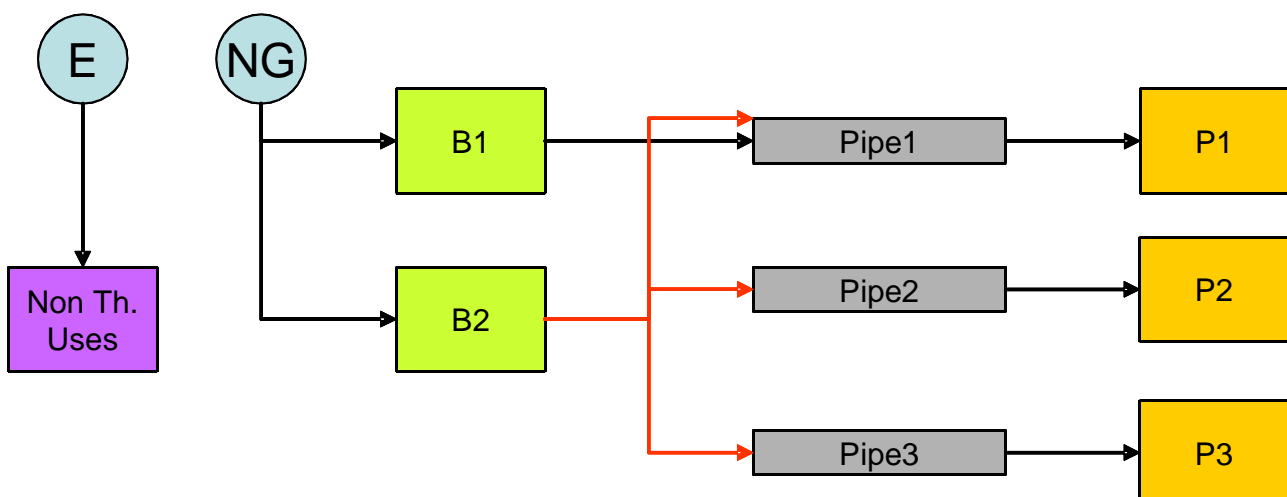 E
NG
B1
Pipe1
P1
Non Th.
Uses
B2
Pipe2
P2
Pipe3
P3